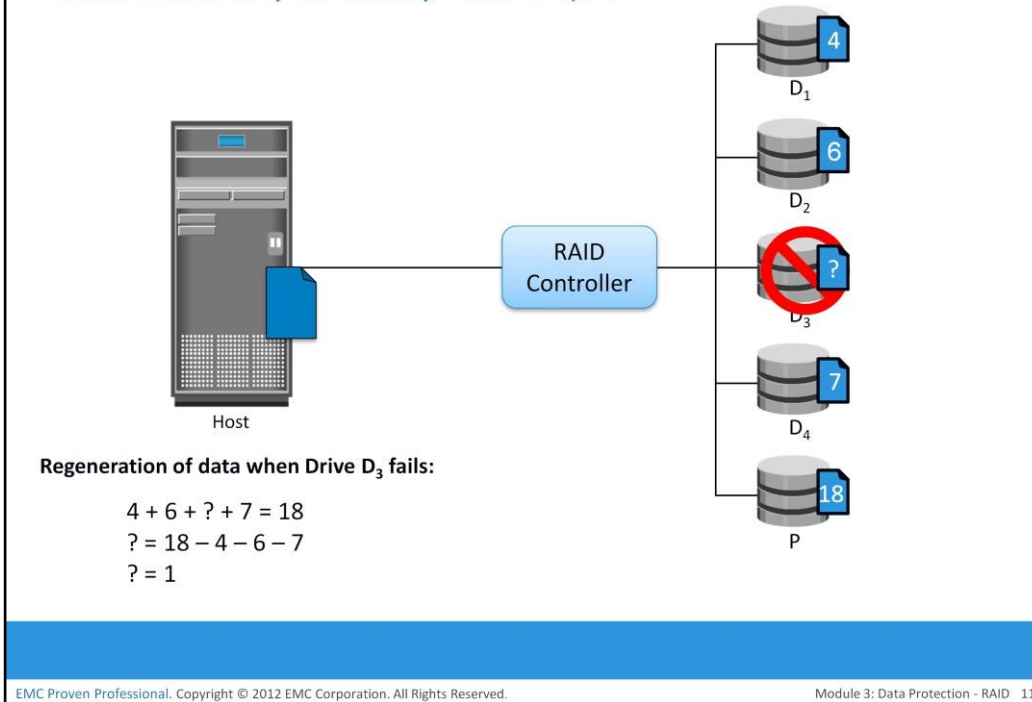 4
D₁
6
D₂
RAID
Controller
?
D₃
7
D₄
18
P
Host
Regeneration of data when Drive D₃ fails:
4 + 6 + ? + 7 = 18
? = 18 – 4 – 6 – 7
? = 1
EMC Proven Professional. Copyright © 2012 EMC Corporation. All Rights Reserved.
Module 3: Data Protection - RAID 11